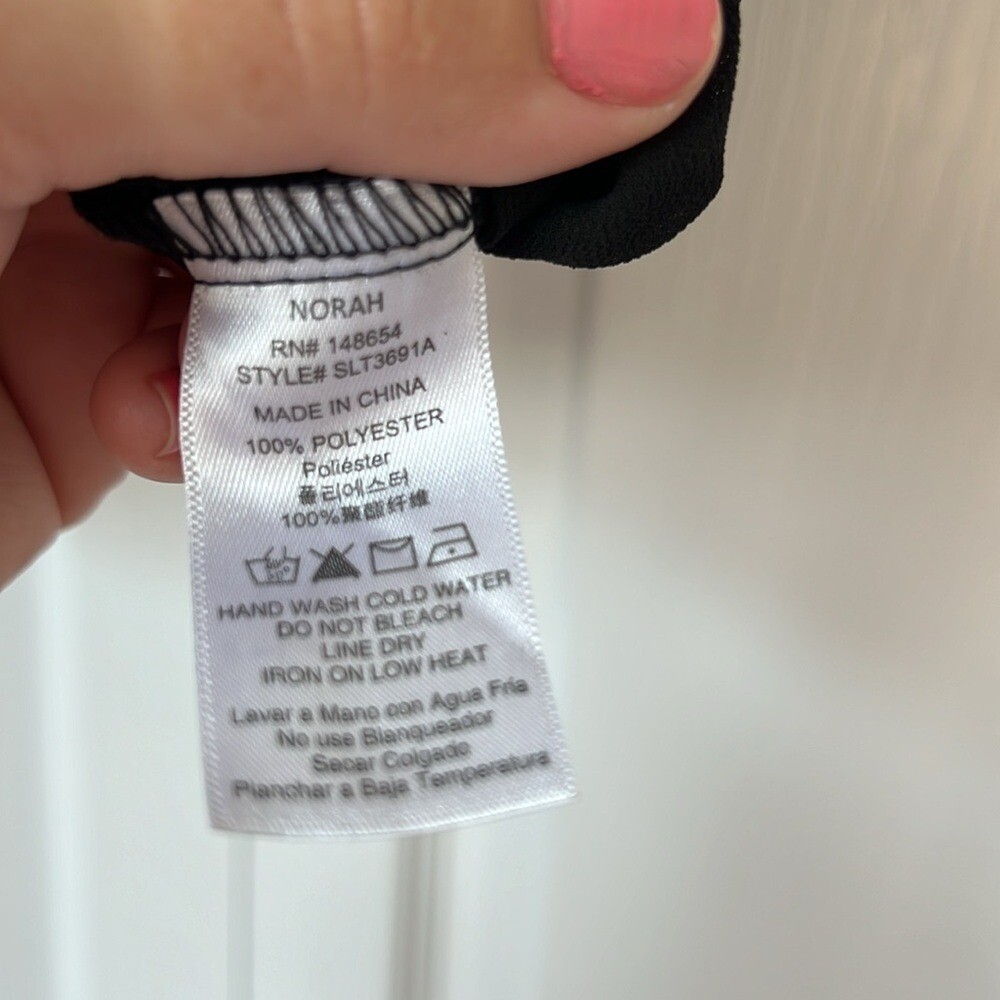 NORAH
RN# 148654
STYLE# SLT3691A
MADE IN CHINA
100% POLYESTER
Poliéster
폴리에스터
100%聚酯纤维
HAND WASH COLD WATER
DO NOT BLEACH
LINE DRY
IRON ON LOW HEAT
Lavar a Mano con Agua Fría
No use Blanqueador
Secar Colgado
Planchar a Baja Temperatura